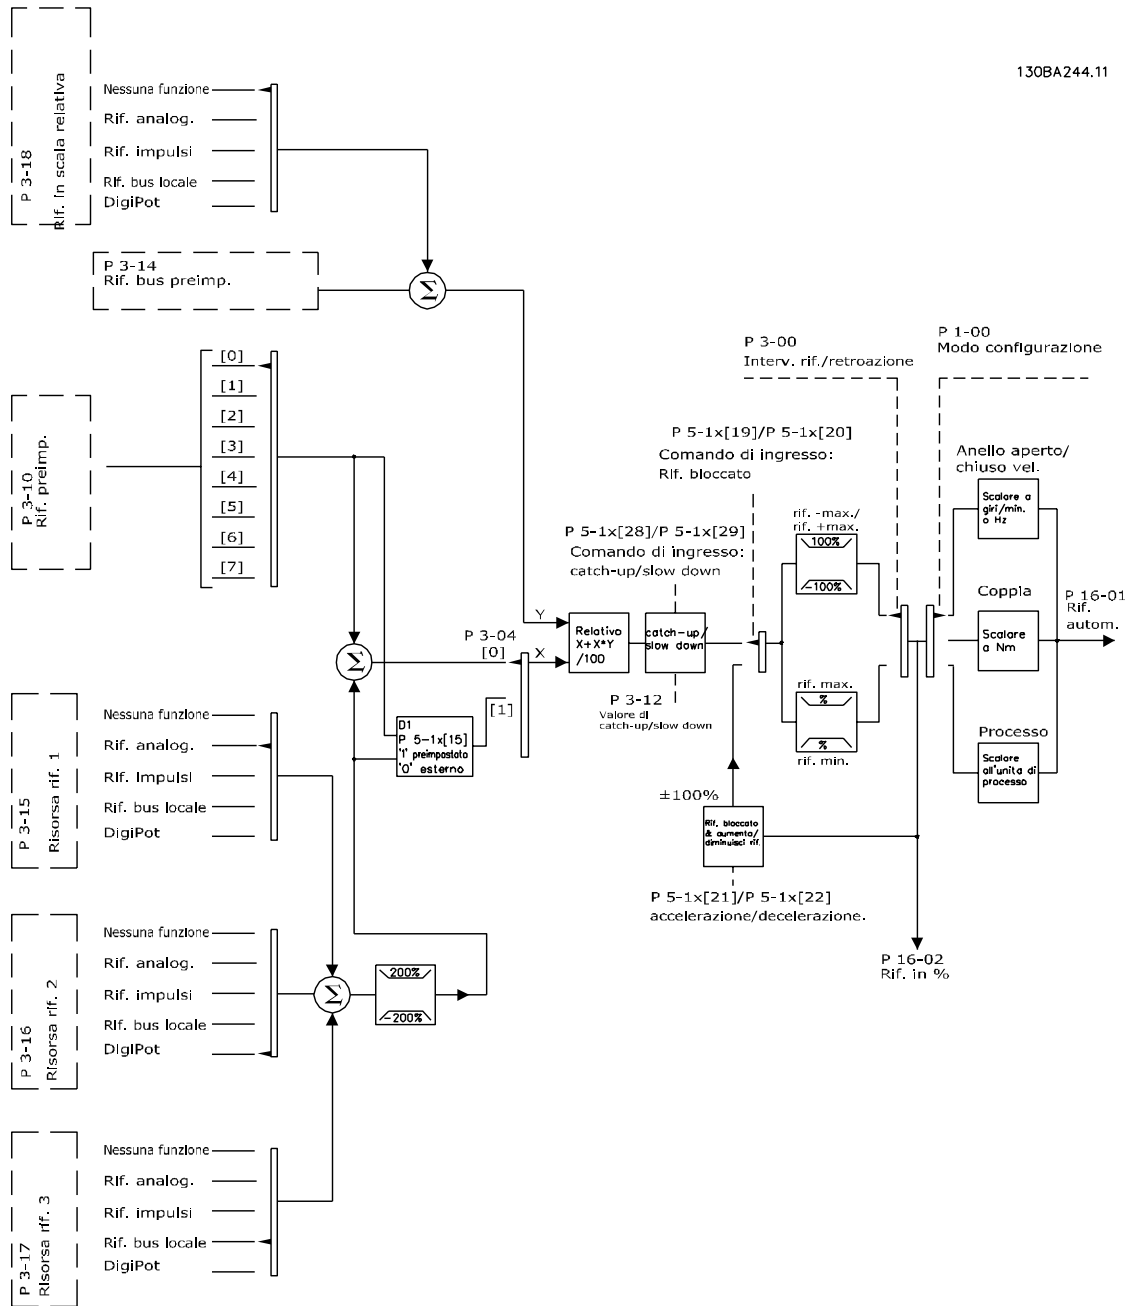 130BA244.11
P 3-18
Rif. in scala relativa
Nessuna funzione
Rif. analog.
Rif. impulsi
Rif. bus locale
DigiPot
P 3-14
Rif. bus preimp.
Σ
P 3-10
Rif. preimp.
[0]
[1]
[2]
[3]
[4]
[5]
[6]
[7]
P 3-00
Interv. rif./retroazione
P 1-00
Modo configurazione
P 5-1x[19]/P 5-1x[20]
Comando di ingresso:
Rif. bloccato
P 5-1x[28]/P 5-1x[29]
Comando di ingresso:
catch-up/slow down
rif. -max./
rif. +max.
100%
-100%
Anello aperto/
chiuso vel.
Scalare a
giri/min.
o Hz
Coppia
Scalare
a Nm
P 16-01
Rif.
autom.
Y
X
P 3-04
[0]
[1]
Relativo
X+X*Y
/100
catch-up/
slow down
P 3-12
Valore di
catch-up/slow down
rif. max.
%
%
rif. min.
Processo
Scalare
all'unita di
processo
Σ
D1
P 5-1x[15]
'1' preimpostato
'0' esterno
±100%
Rif. bloccato
& aumenta/
diminuisci rif.
P 5-1x[21]/P 5-1x[22]
accelerazione/decelerazione.
P 16-02
Rif. in %
P 3-15
Risorsa rif. 1
Nessuna funzione
Rif. analog.
Rif. impulsi
Rif. bus locale
DigiPot
P 3-16
Risorsa rif. 2
Nessuna funzione
Rif. analog.
Rif. impulsi
Rif. bus locale
DigiPot
Σ
200%
-200%
P 3-17
Risorsa rif. 3
Nessuna funzione
Rif. analog.
Rif. impulsi
Rif. bus locale
DigiPot